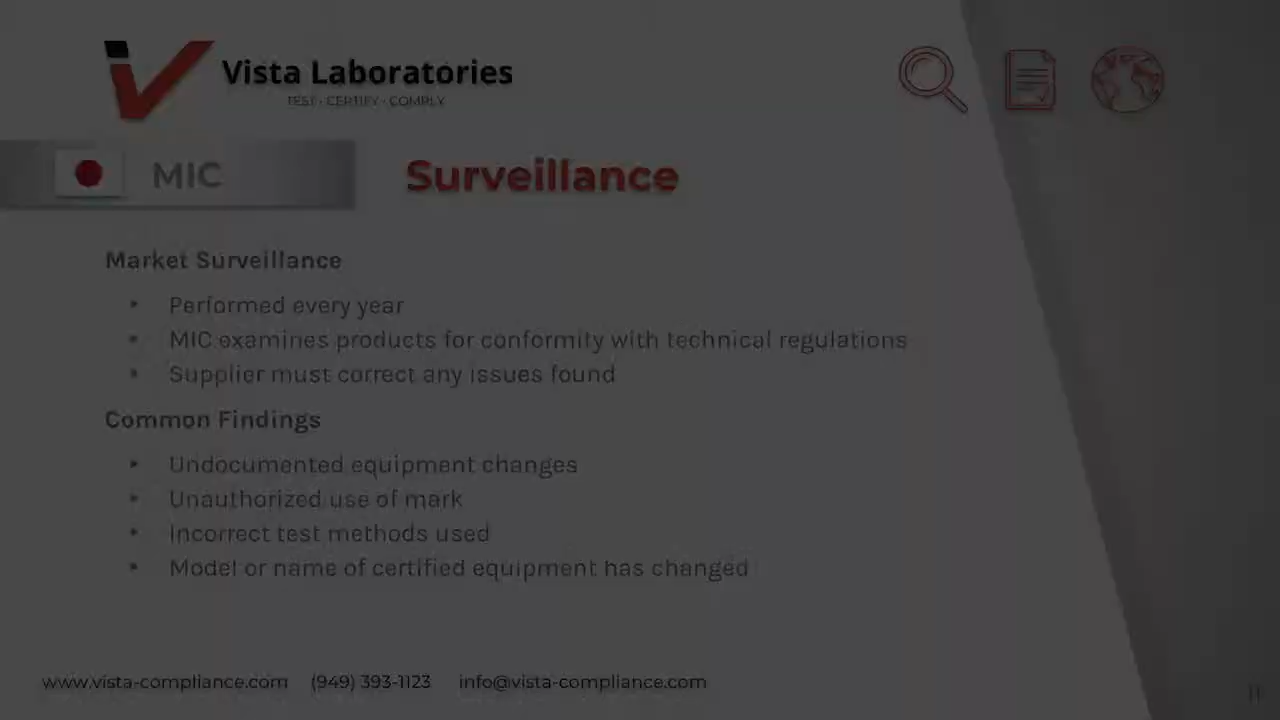 Vista Laboratories
TEST · CERTIFY · COMPLY
MIC
Surveillance
Market Surveillance
• Performed every year
• MIC examines products for conformity with technical regulations
• Supplier must correct any issues found
Common Findings
• Undocumented equipment changes
• Unauthorized use of mark
• Incorrect test methods used
• Model or name of certified equipment has changed
www.vista-compliance.com (949) 393-1123 info@vista-compliance.com
11